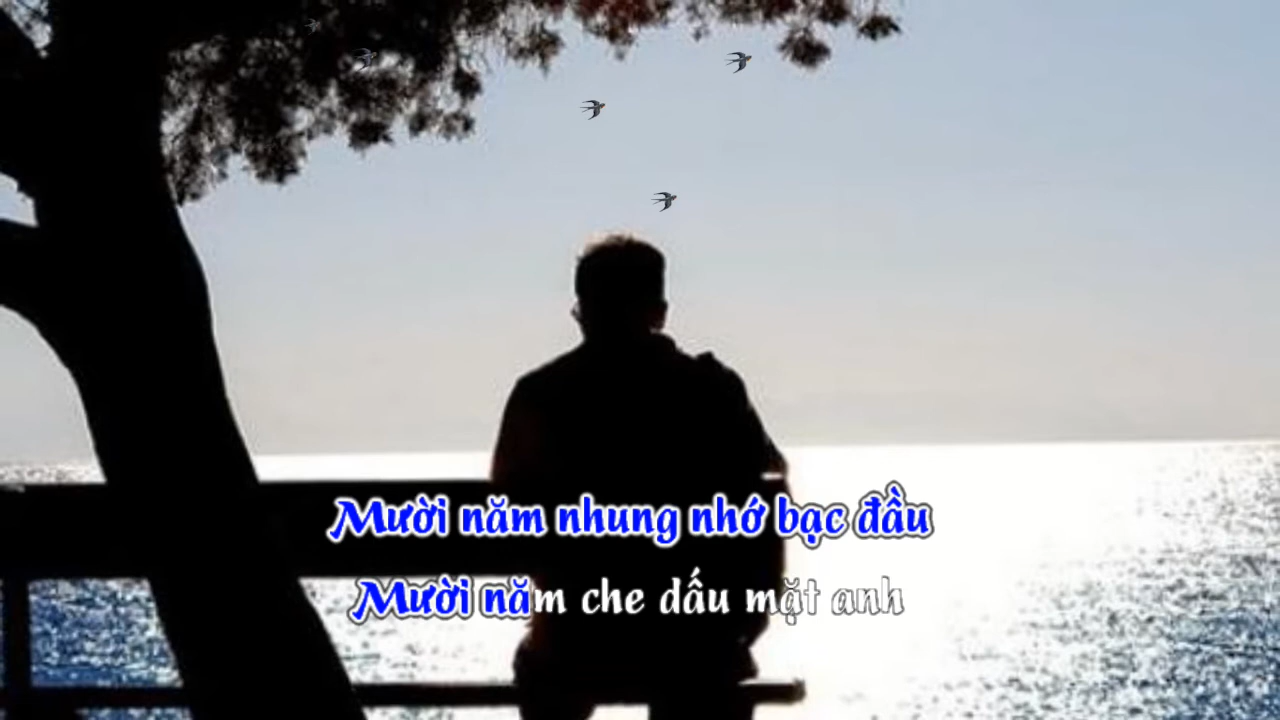 Mười năm nhung nhớ bạc đầu
Mười năm che dấu mặt anh